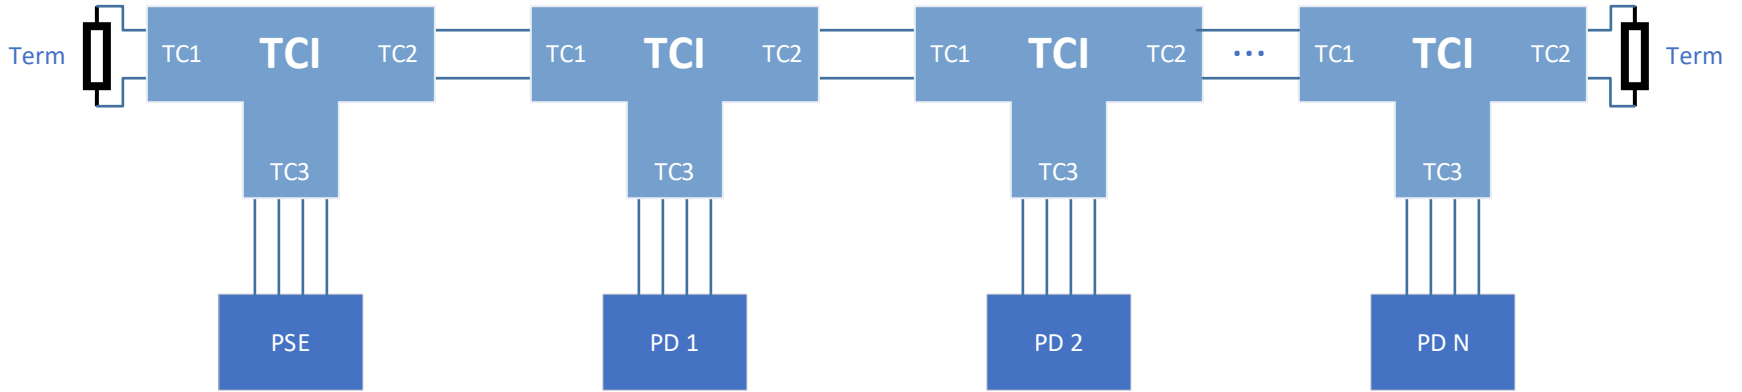 Term TC1 TCI TC2 TC1 TCI TC2 TC1 TCI TC2 ... TC1 TCI TC2 Term
TC3 TC3 TC3 TC3
PSE PD 1 PD 2 PD N